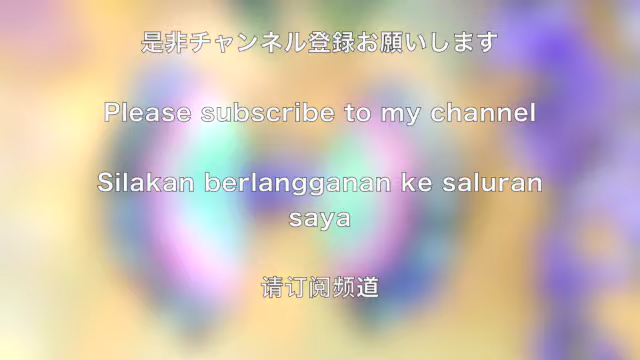 是非チャンネル登録お願いします
Please subscribe to my channel
Silakan berlangganan ke saluran
saya
请订阅频道